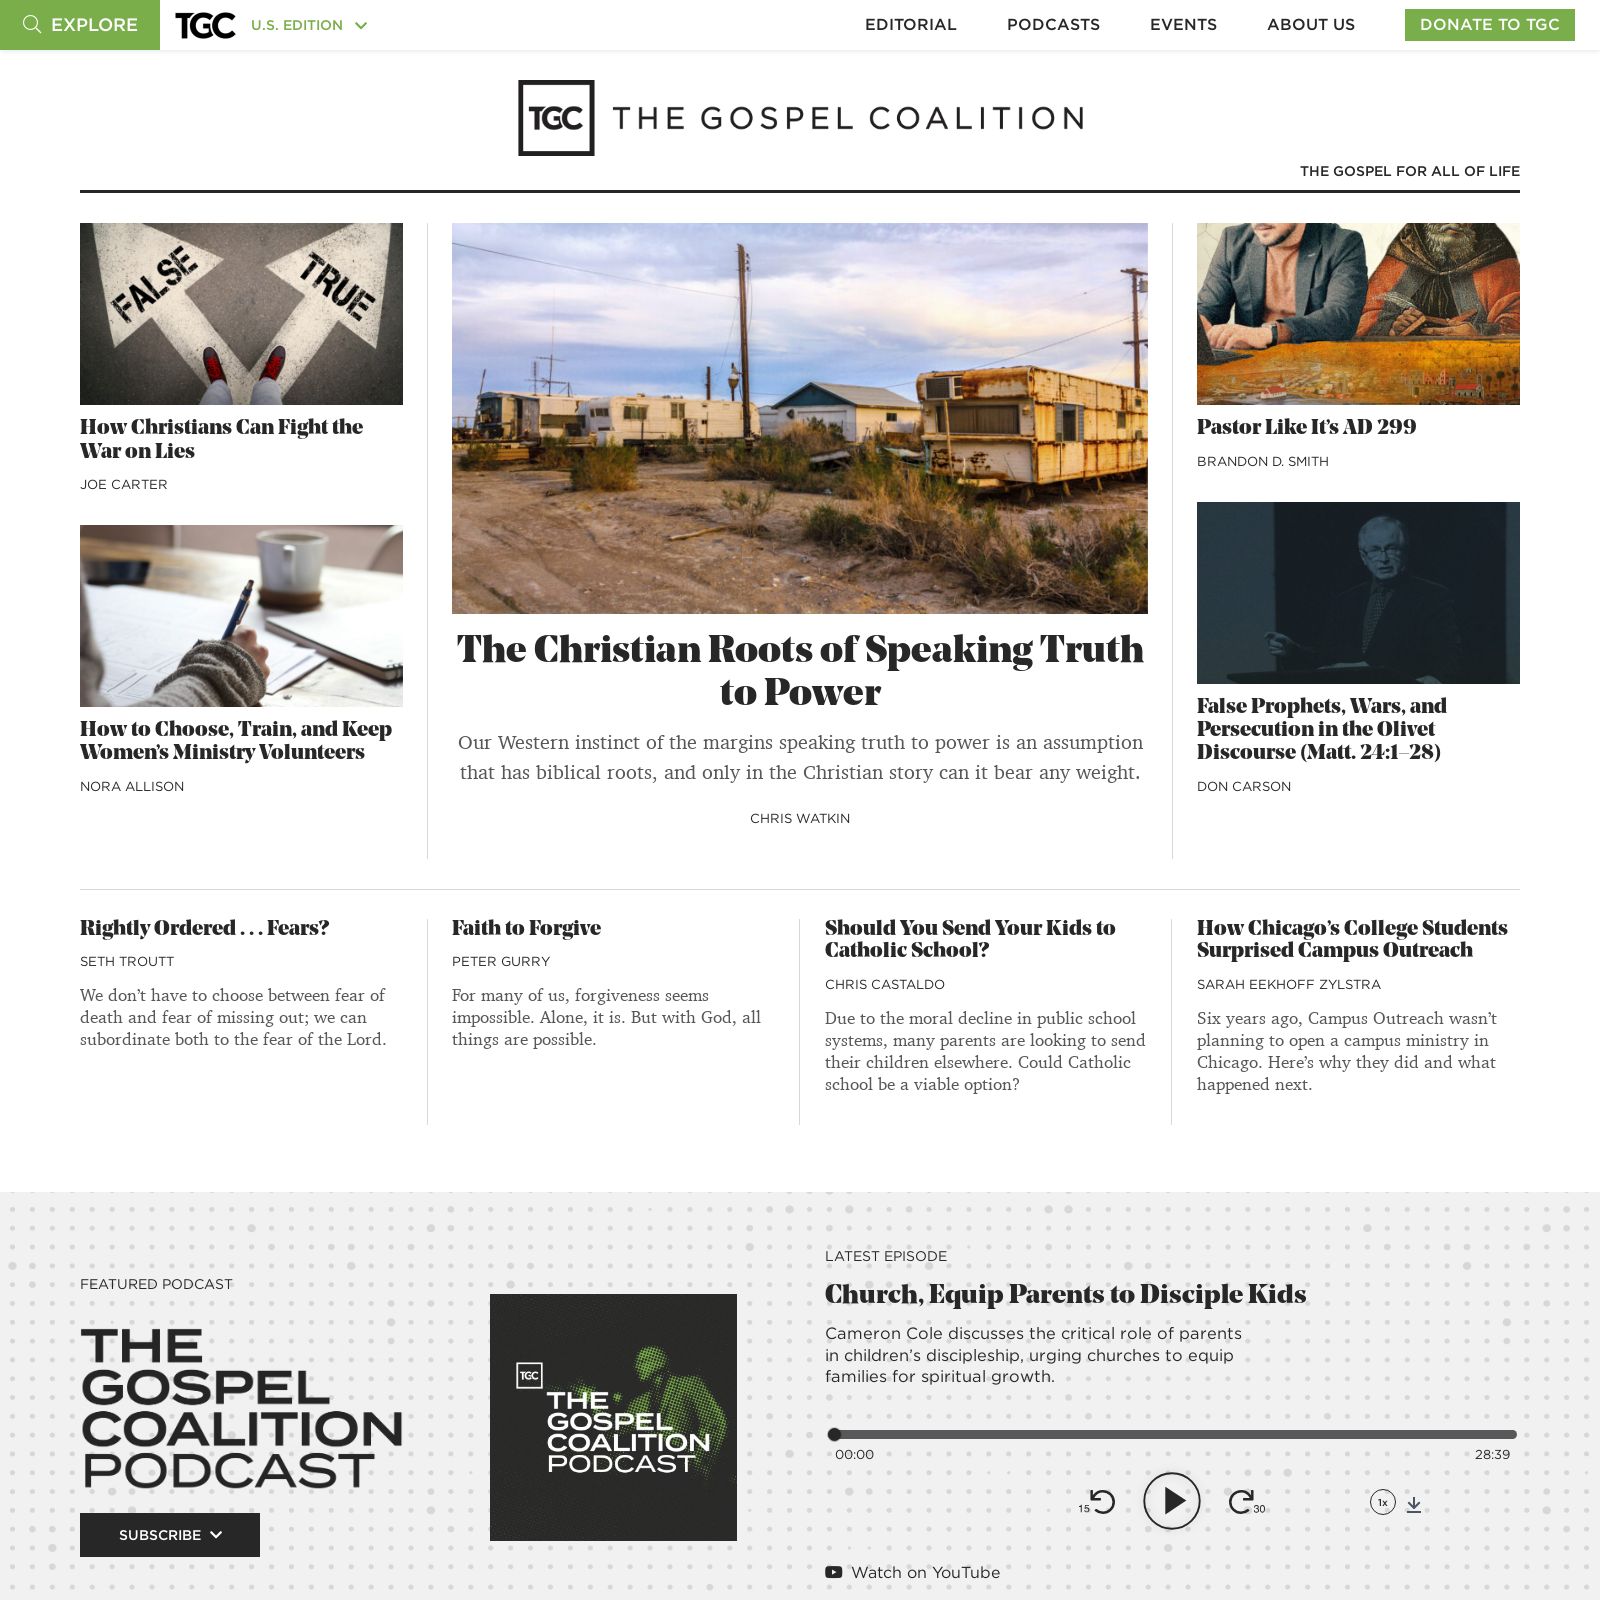 EXPLORE
TGC
U.S. EDITION
EDITORIAL
PODCASTS
EVENTS
ABOUT US
DONATE TO TGC
TGC
THE GOSPEL COALITION
THE GOSPEL FOR ALL OF LIFE
FALSE
TRUE
How Christians Can Fight the
War on Lies
JOE CARTER
How to Choose, Train, and Keep
Women’s Ministry Volunteers
NORA ALLISON
The Christian Roots of Speaking Truth
to Power
Our Western instinct of the margins speaking truth to power is an assumption
that has biblical roots, and only in the Christian story can it bear any weight.
CHRIS WATKIN
Pastor Like It’s AD 299
BRANDON D. SMITH
False Prophets, Wars, and
Persecution in the Olivet
Discourse (Matt. 24:1–28)
DON CARSON
Rightly Ordered . . . Fears?
SETH TROUTT
We don’t have to choose between fear of
death and fear of missing out; we can
subordinate both to the fear of the Lord.
Faith to Forgive
PETER GURRY
For many of us, forgiveness seems
impossible. Alone, it is. But with God, all
things are possible.
Should You Send Your Kids to
Catholic School?
CHRIS CASTALDO
Due to the moral decline in public school
systems, many parents are looking to send
their children elsewhere. Could Catholic
school be a viable option?
How Chicago’s College Students
Surprised Campus Outreach
SARAH EEKHOFF ZYLSTRA
Six years ago, Campus Outreach wasn’t
planning to open a campus ministry in
Chicago. Here’s why they did and what
happened next.
FEATURED PODCAST
THE
GOSPEL
COALITION
PODCAST
SUBSCRIBE
TGC
THE
GOSPEL
COALITION
PODCAST
LATEST EPISODE
Church, Equip Parents to Disciple Kids
Cameron Cole discusses the critical role of parents
in children’s discipleship, urging churches to equip
families for spiritual growth.
00:00
28:39
15
30
1x
Watch on YouTube